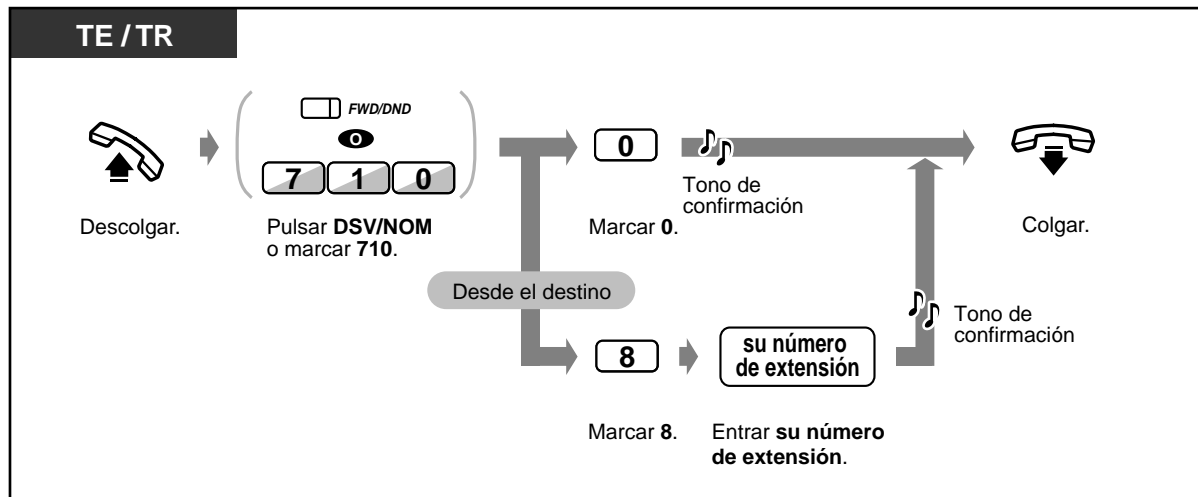 TE / TR
FWD/DND
O
7 1 0
0
Tono de
confirmación
Descolgar.
Pulsar DSV/NOM
o marcar 710.
Marcar 0.
Colgar.
Desde el destino
Tono de
confirmación
8
su número
de extensión
Marcar 8.
Entrar su número
de extensión.